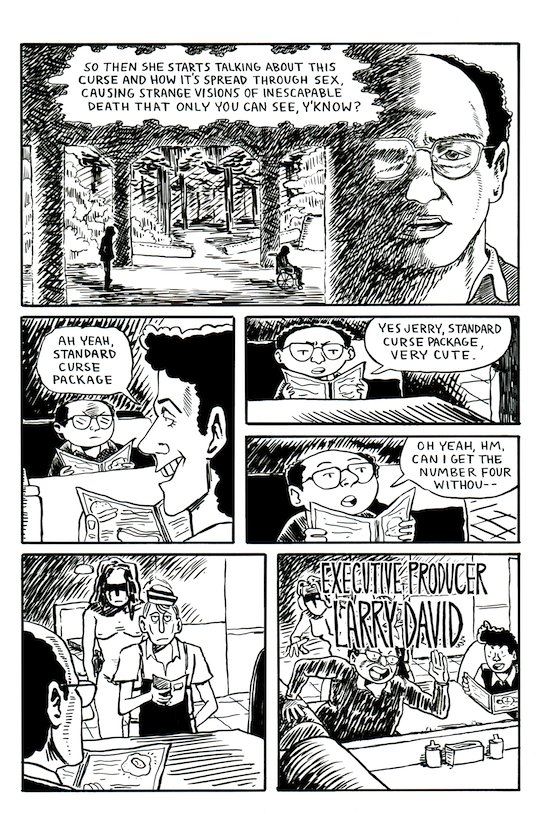 SO THEN SHE STARTS TALKING ABOUT THIS
CURSE AND HOW IT'S SPREAD THROUGH SEX,
CAUSING STRANGE VISIONS OF INESCAPABLE
DEATH THAT ONLY YOU CAN SEE, Y'KNOW?
AH YEAH,
STANDARD
CURSE
PACKAGE
YES JERRY, STANDARD
CURSE PACKAGE,
VERY CUTE.
OH YEAH, HM,
CAN I GET THE
NUMBER FOUR
WITHOU--
EXECUTIVE PRODUCER
LARRY DAVID